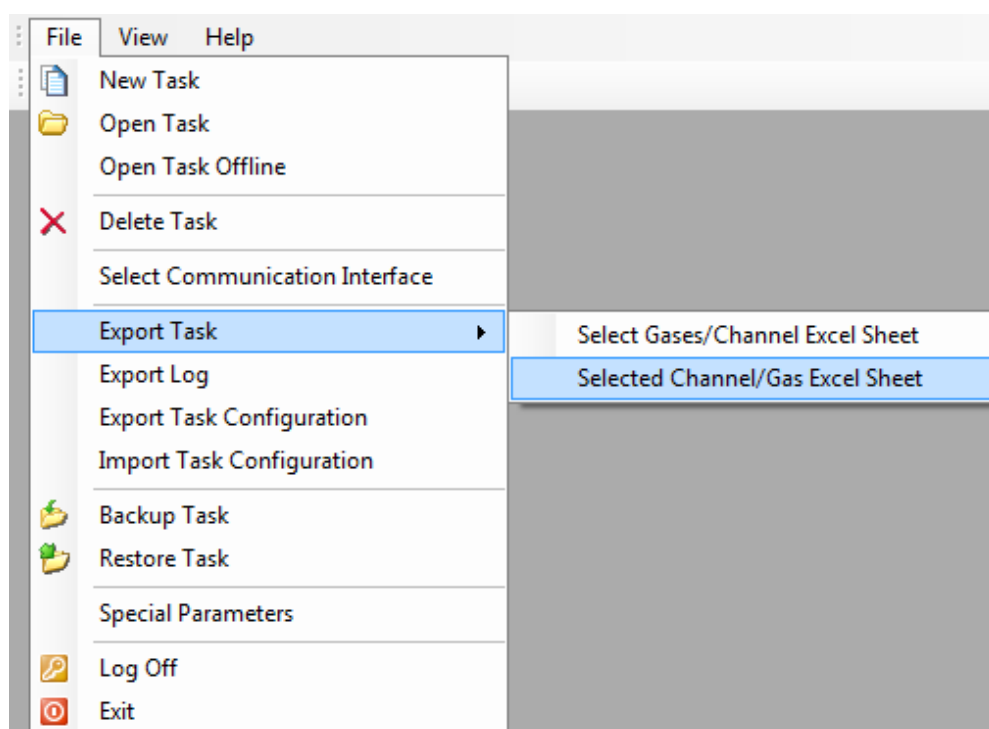 File View Help
New Task
Open Task
Open Task Offline
Delete Task
Select Communication Interface
Export Task
Select Gases/Channel Excel Sheet
Selected Channel/Gas Excel Sheet
Export Log
Export Task Configuration
Import Task Configuration
Backup Task
Restore Task
Special Parameters
Log Off
Exit